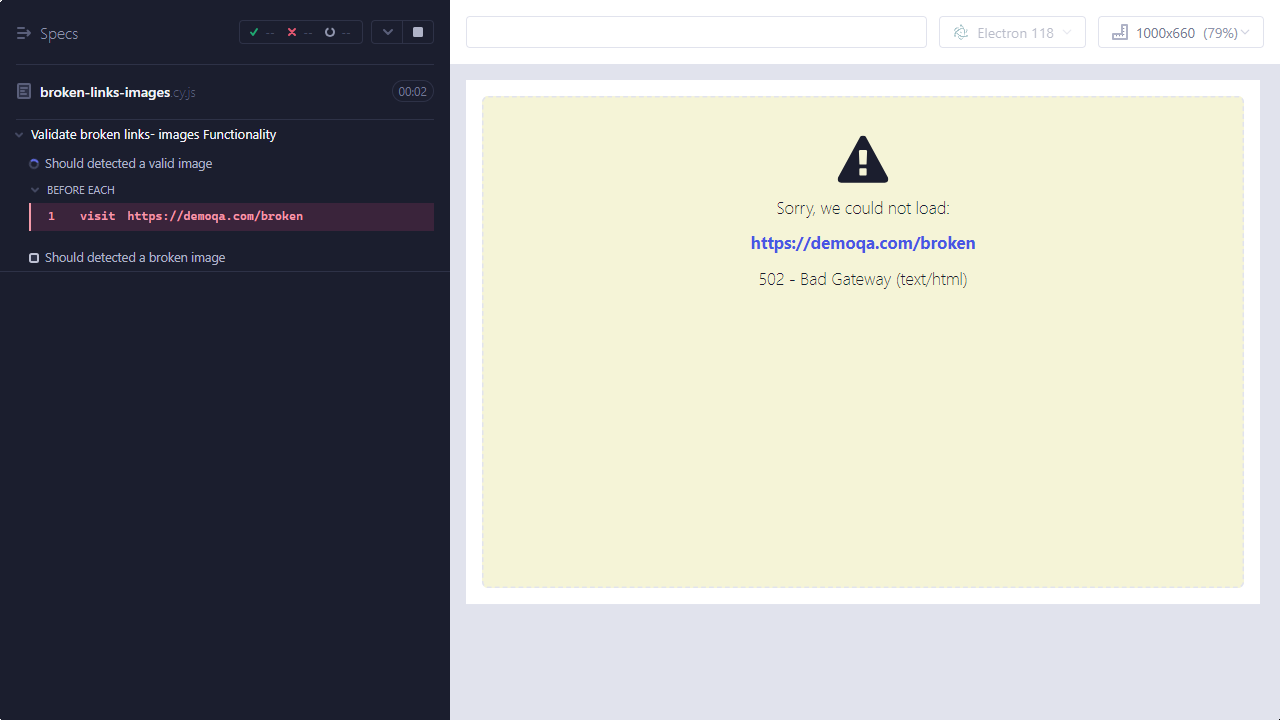 Specs
-- -- --
broken-links-images.cy.js 00:02
Validate broken links- images Functionality
Should detected a valid image
BEFORE EACH
1 visit https://demoqa.com/broken
Should detected a broken image
Electron 118
1000x660 (79%)
Sorry, we could not load:
https://demoqa.com/broken
502 - Bad Gateway (text/html)